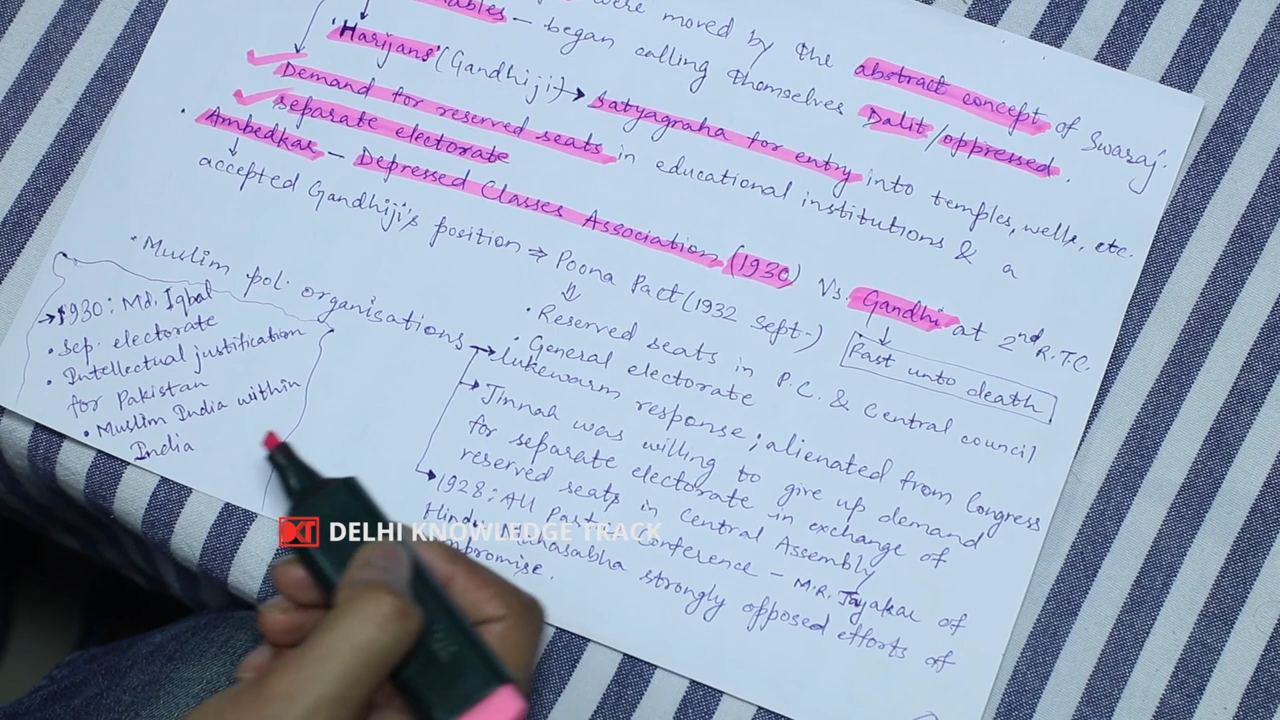 were moved by the abstract concept of Swaraj.
– began calling themselves Dalit/oppressed.
'Harijans' (Gandhiji) → Satyagraha for entry into temples, wells, etc.
Demand for reserved seats in educational institutions & a
separate electorate
• Ambedkar – Depressed Classes Association (1930) Vs. Gandhi at 2nd R.T.C.
Fast unto death
accepted Gandhiji's position ⇒ Poona Pact (1932 Sept.)
• Reserved seats in P.C. & Central council
• General electorate
• Muslim pol. organisations
→ Lukewarm response; alienated from Congress
→ Jinnah was willing to give up demand
for separate electorate in exchange of
reserved seats in Central Assembly
→ 1928: All Party Conference – M.R. Jayakar of
Hindu Mahasabha strongly opposed efforts of
compromise.
→ 1930: Md. Iqbal
• Sep. electorate
• Intellectual justification
for Pakistan
• Muslim India within
India
DKT DELHI KNOWLEDGE TRACK